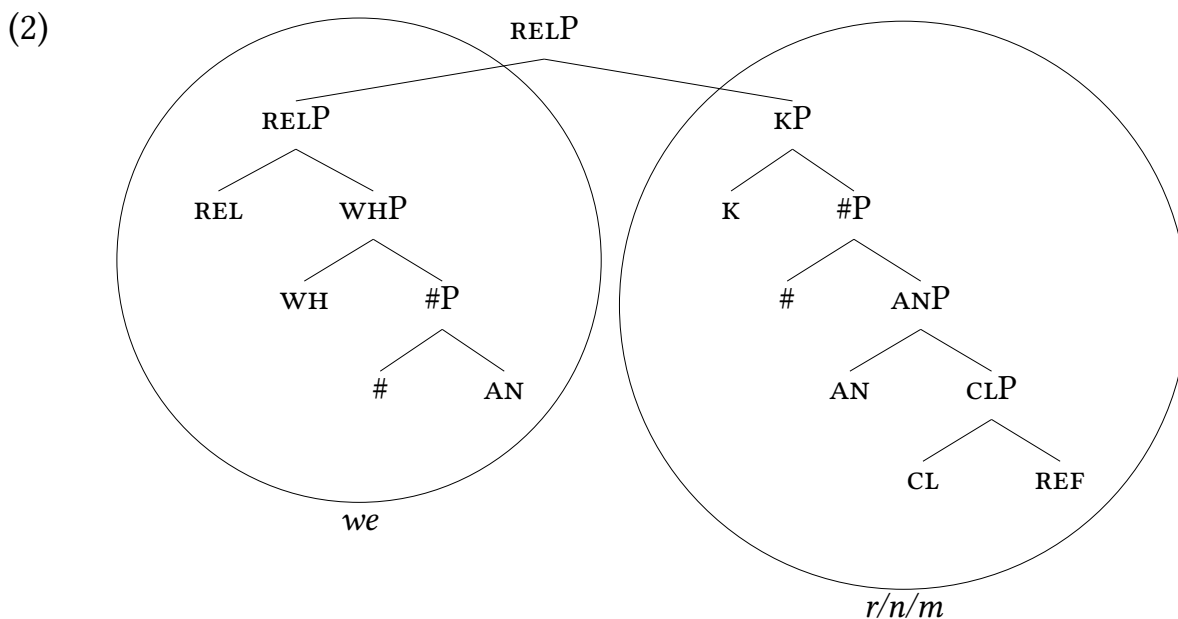 (2)
RELP
RELP KP
REL WHP K #P
WH #P # ANP
# AN AN CLP
CL REF
we
r/n/m